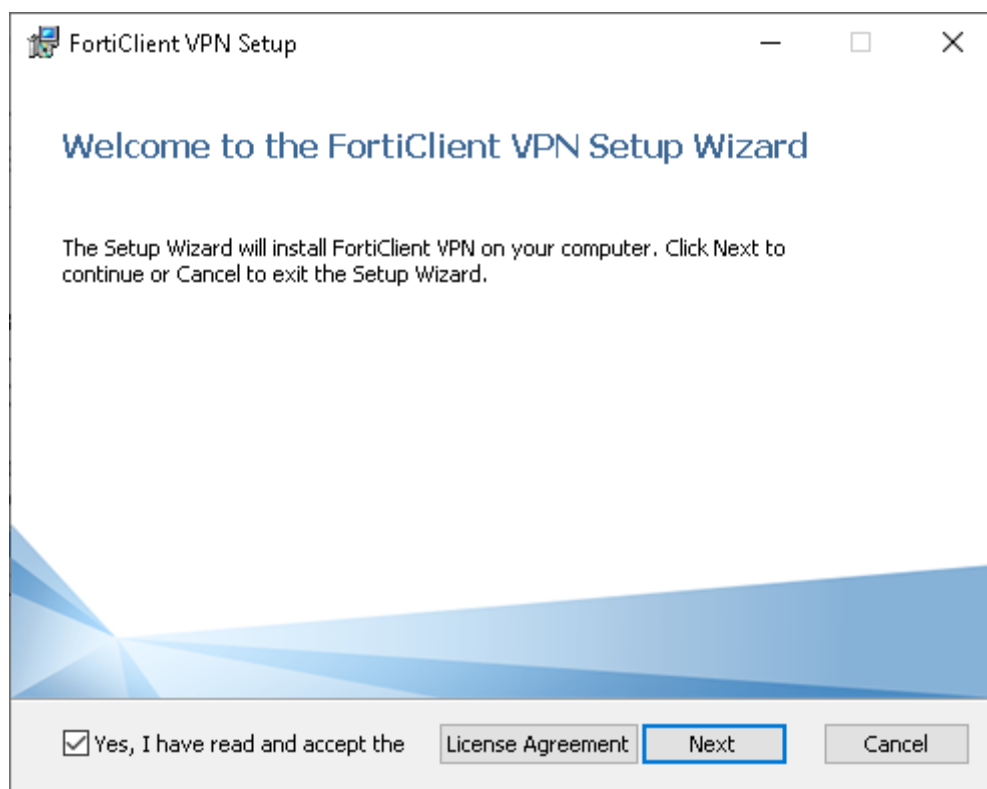 FortiClient VPN Setup
Welcome to the FortiClient VPN Setup Wizard
The Setup Wizard will install FortiClient VPN on your computer. Click Next to
continue or Cancel to exit the Setup Wizard.
Yes, I have read and accept the License Agreement Next Cancel